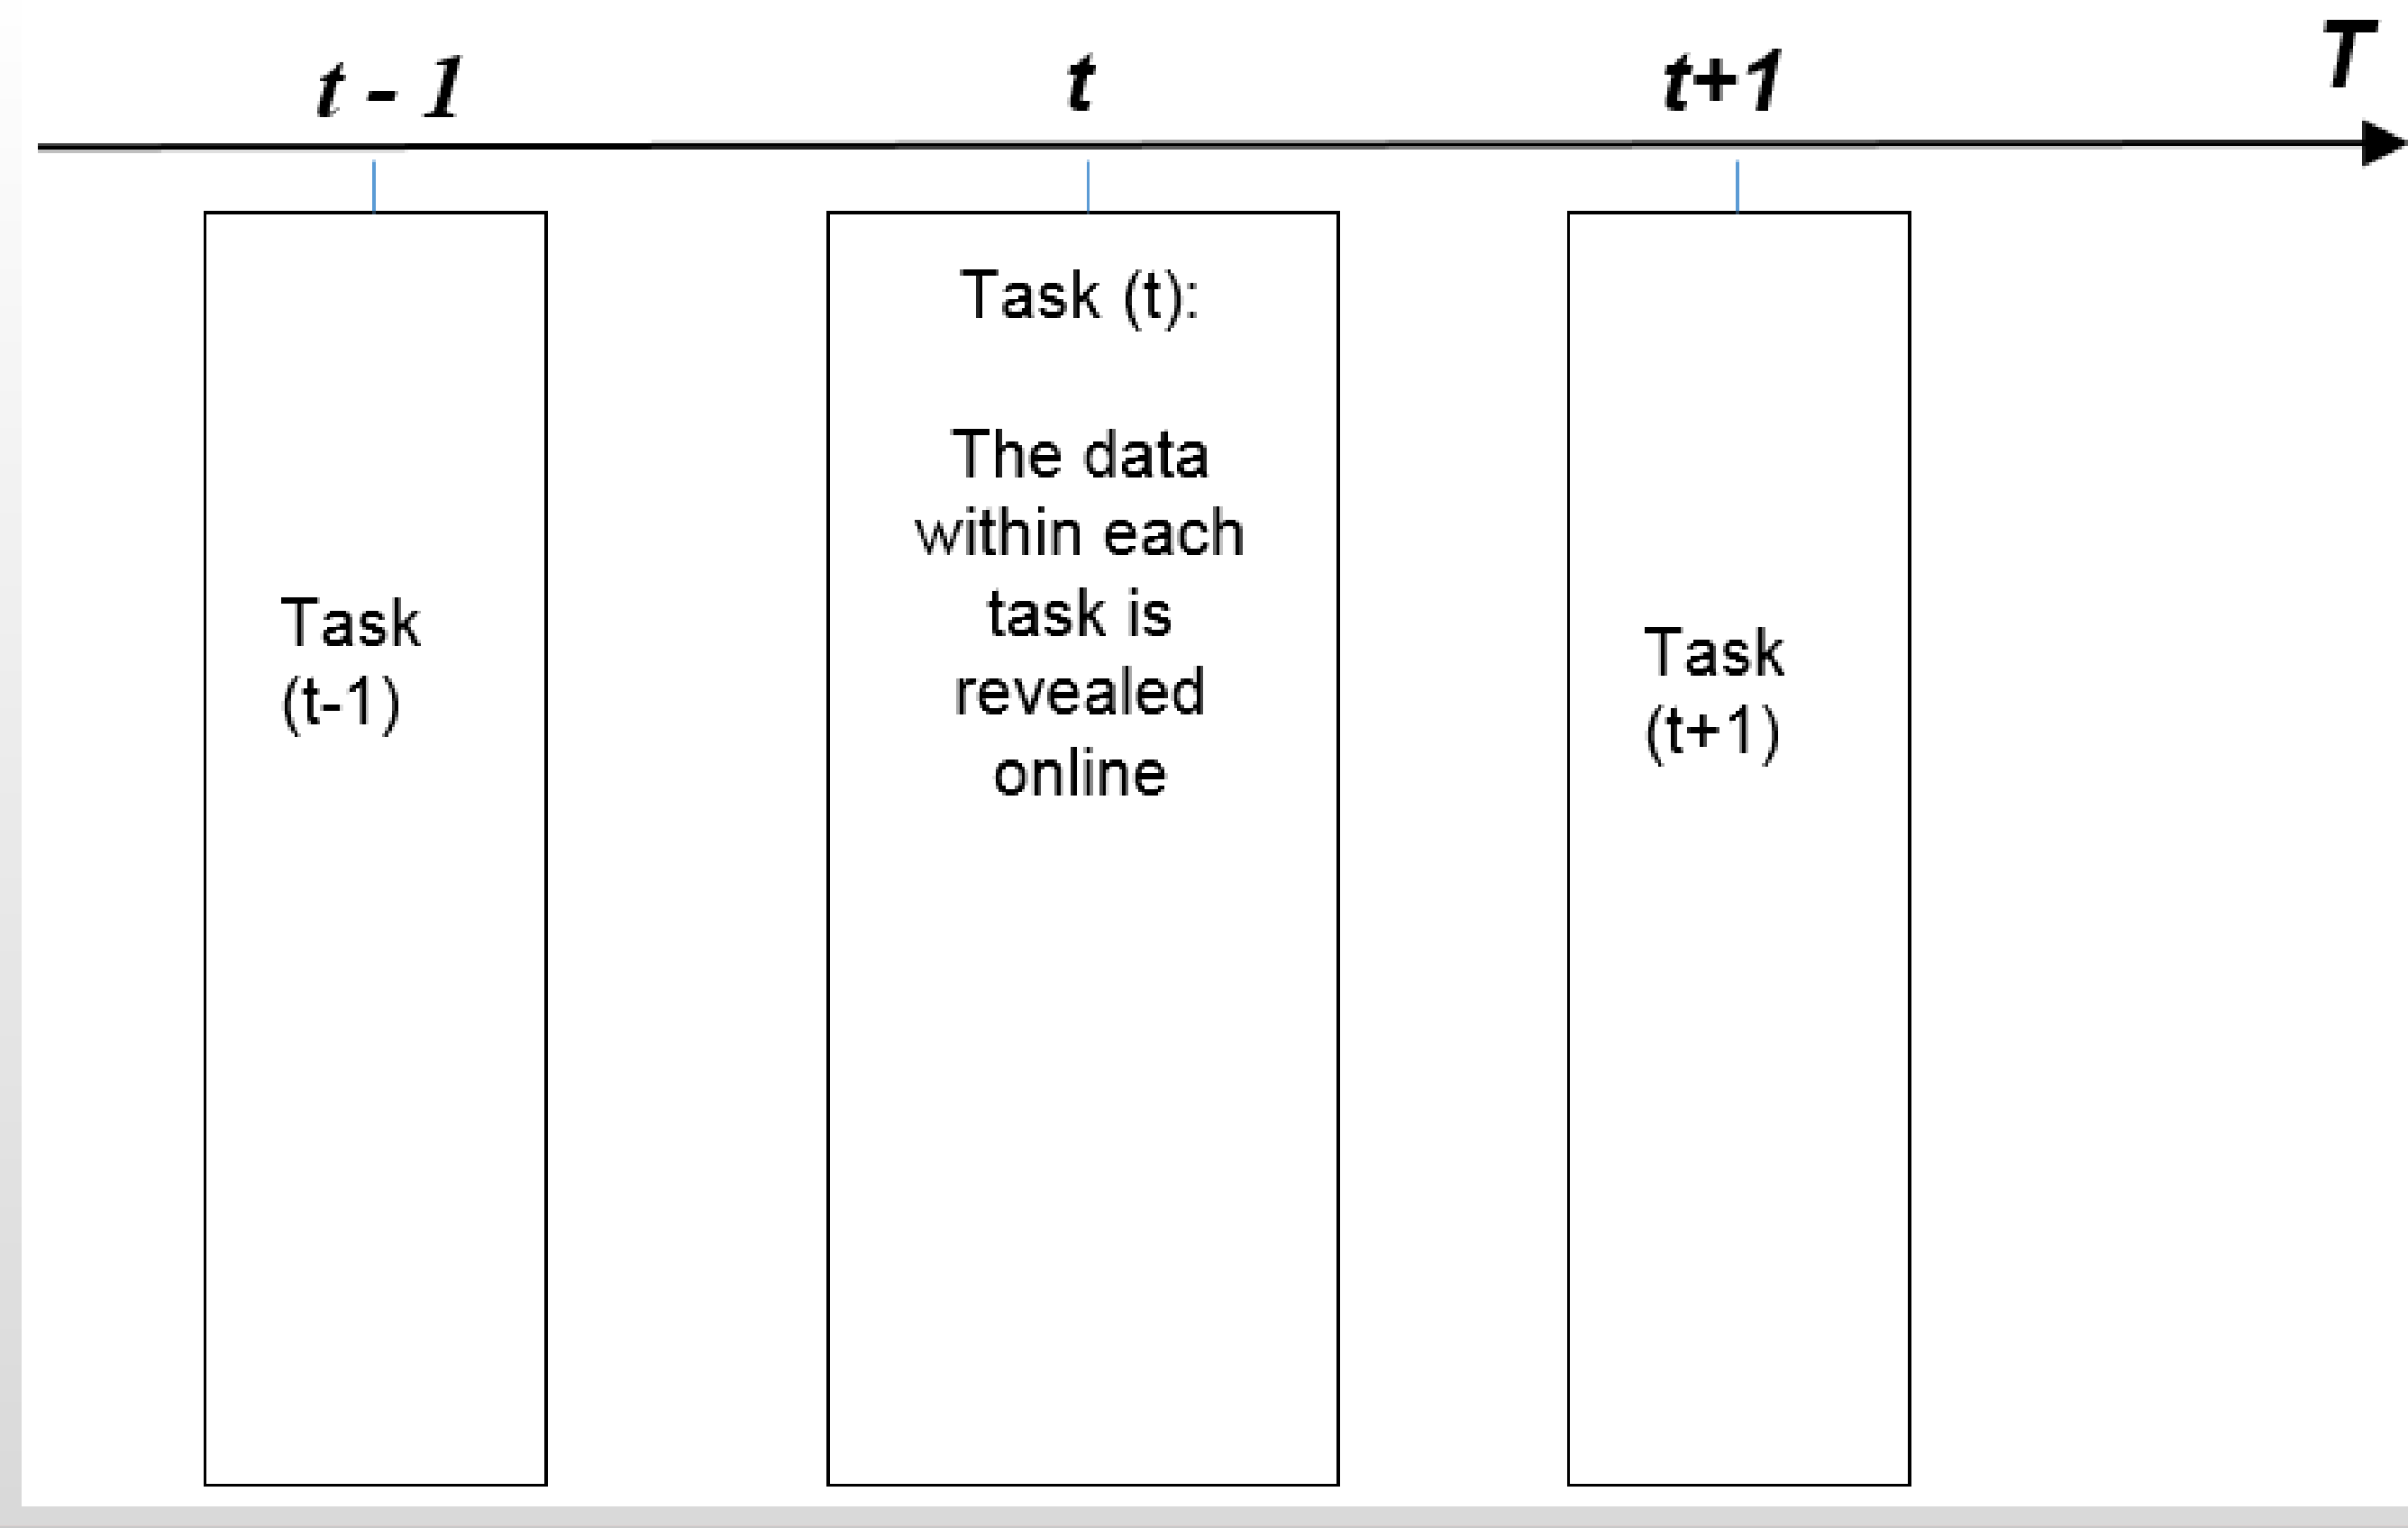 t - 1
t
t+1
T
Task
(t-1)
Task (t):
The data
within each
task is
revealed
online
Task
(t+1)